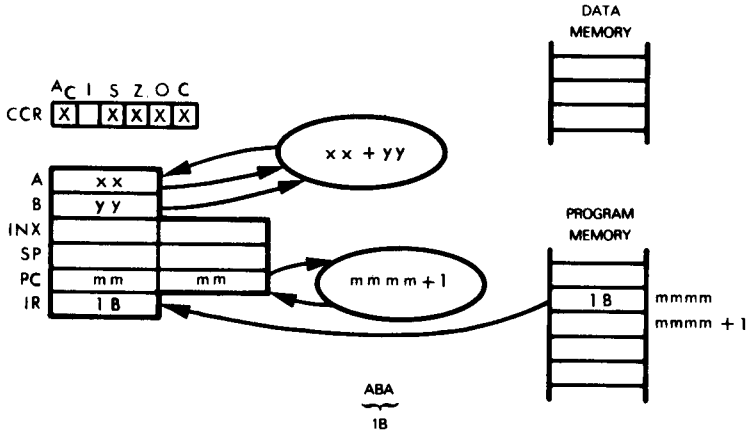 DATA
MEMORY
A_C I S Z O C
CCR X X X X X
xx + yy
A xx
B yy
INX
SP
PC mm mm
IR 1B
mmmm + 1
PROGRAM
MEMORY
1B mmmm
mmmm + 1
ABA
1B